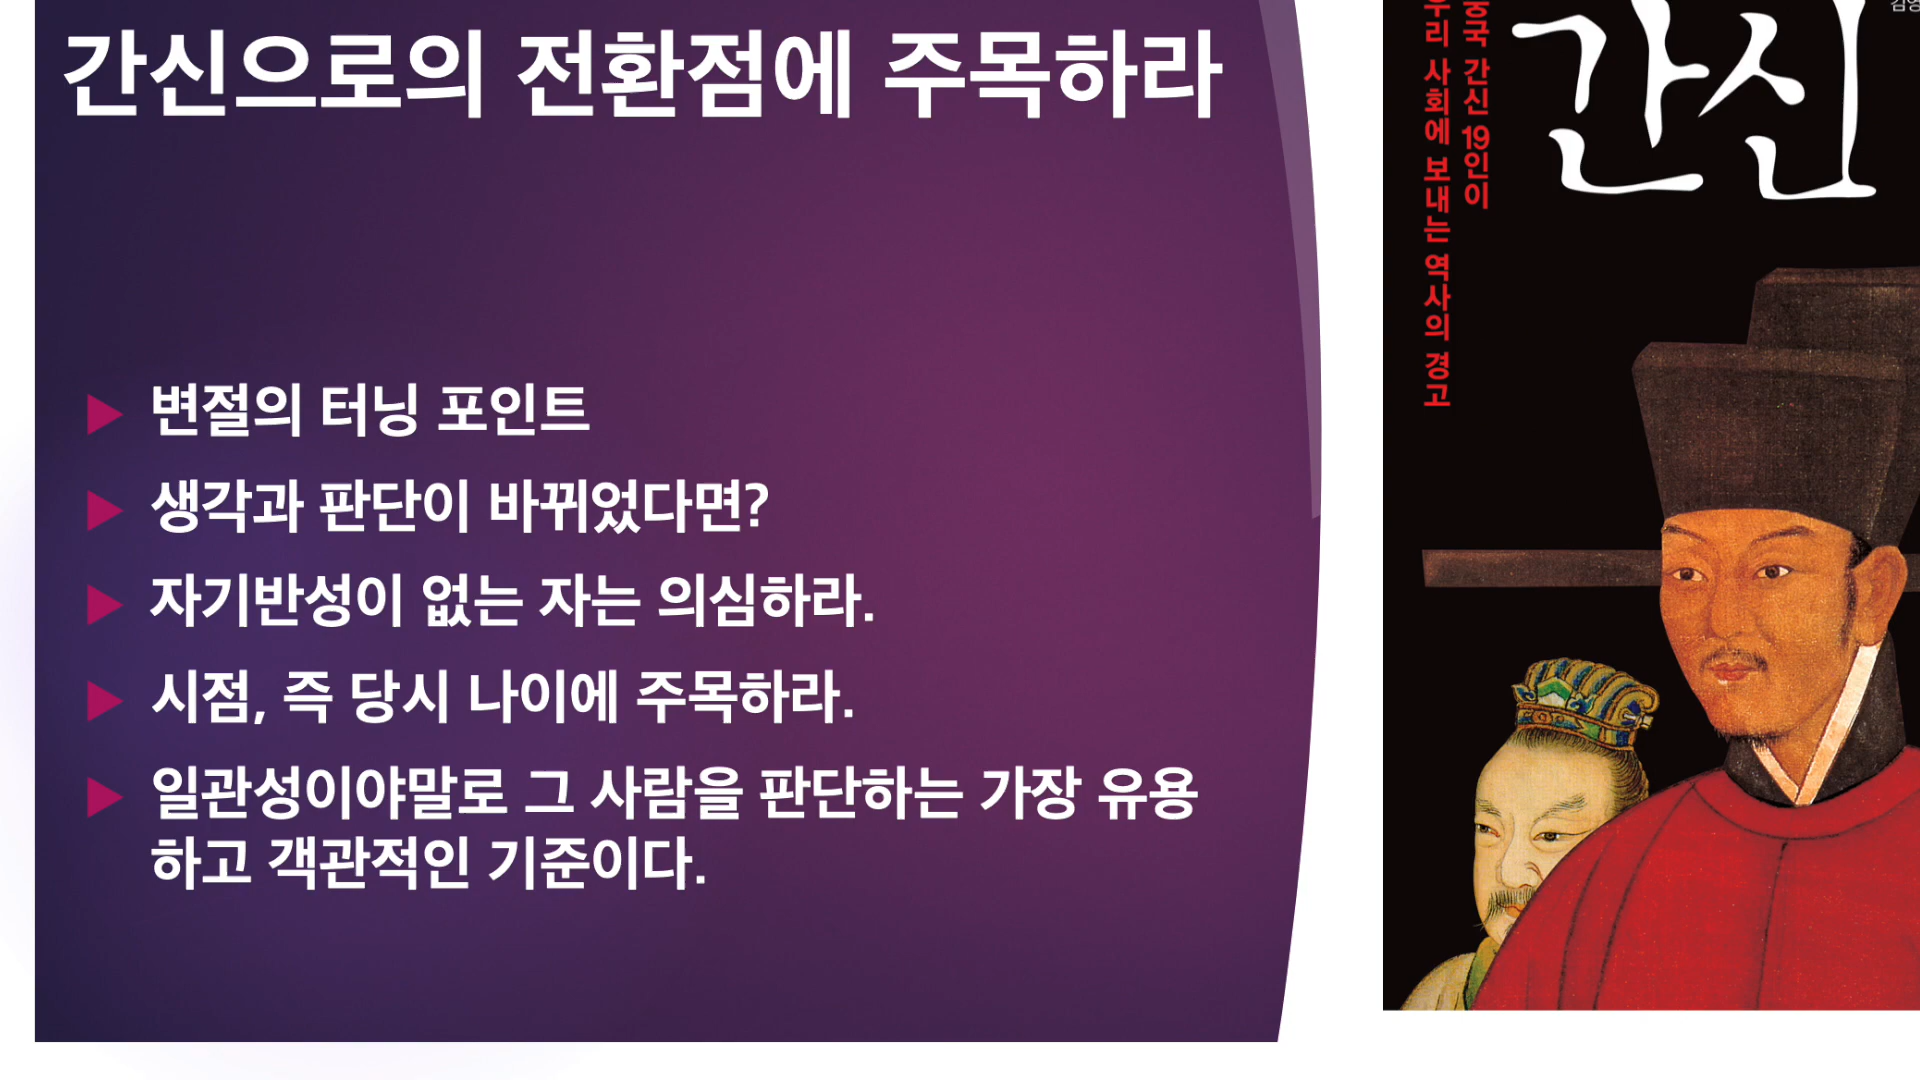 간신으로의 전환점에 주목하라
변절의 터닝 포인트
생각과 판단이 바뀌었다면?
자기반성이 없는 자는 의심하라.
시점, 즉 당시 나이에 주목하라.
일관성이야말로 그 사람을 판단하는 가장 유용
하고 객관적인 기준이다.
중국 간신 19인이
우리 사회에 보내는 역사의 경고
간신